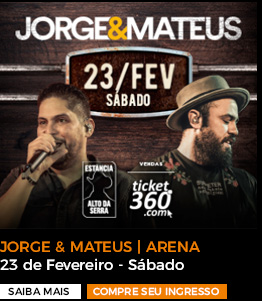 JORGE&MATEUS
23/FEV
SÁBADO
ESTÂNCIA
ALTO DA
SERRA
VENDAS
ticket
360
.com
JORGE & MATEUS | ARENA
23 de Fevereiro - Sábado
SAIBA MAIS
COMPRE SEU INGRESSO